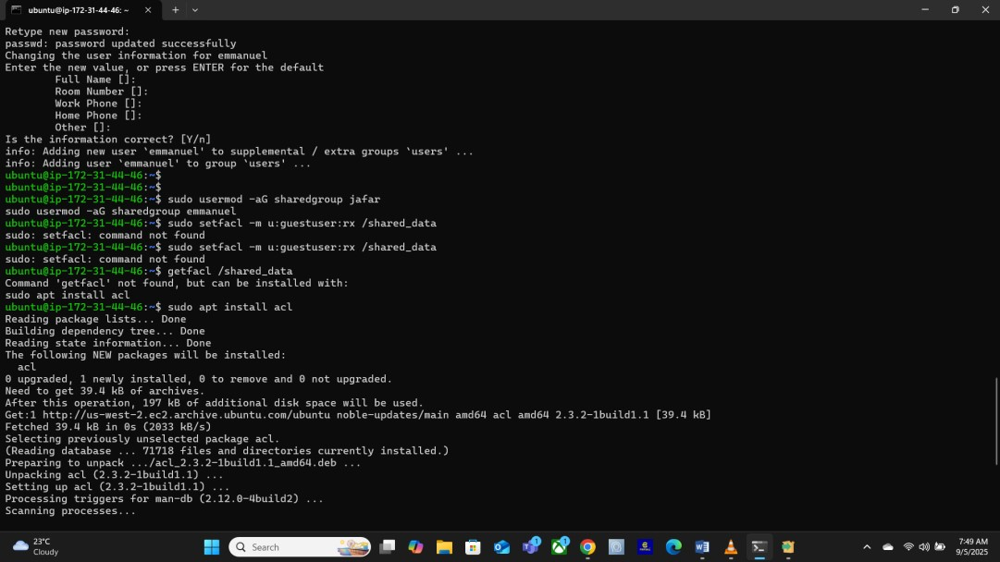 ubuntu@ip-172-31-44-46: ~
Retype new password:
passwd: password updated successfully
Changing the user information for emmanuel
Enter the new value, or press ENTER for the default
Full Name []:
Room Number []:
Work Phone []:
Home Phone []:
Other []:
Is the information correct? [Y/n]
info: Adding new user `emmanuel' to supplemental / extra groups `users' ...
info: Adding user `emmanuel' to group `users' ...
ubuntu@ip-172-31-44-46:~$
ubuntu@ip-172-31-44-46:~$
ubuntu@ip-172-31-44-46:~$ sudo usermod -aG sharedgroup jafar
sudo usermod -aG sharedgroup emmanuel
ubuntu@ip-172-31-44-46:~$ sudo setfacl -m u:guestuser:rx /shared_data
sudo: setfacl: command not found
ubuntu@ip-172-31-44-46:~$ sudo setfacl -m u:guestuser:rx /shared_data
sudo: setfacl: command not found
ubuntu@ip-172-31-44-46:~$ getfacl /shared_data
Command 'getfacl' not found, but can be installed with:
sudo apt install acl
ubuntu@ip-172-31-44-46:~$ sudo apt install acl
Reading package lists... Done
Building dependency tree... Done
Reading state information... Done
The following NEW packages will be installed:
acl
0 upgraded, 1 newly installed, 0 to remove and 0 not upgraded.
Need to get 39.4 kB of archives.
After this operation, 197 kB of additional disk space will be used.
Get:1 http://us-west-2.ec2.archive.ubuntu.com/ubuntu noble-updates/main amd64 acl amd64 2.3.2-1build1.1 [39.4 kB]
Fetched 39.4 kB in 0s (2033 kB/s)
Selecting previously unselected package acl.
(Reading database ... 71718 files and directories currently installed.)
Preparing to unpack .../acl_2.3.2-1build1.1_amd64.deb ...
Unpacking acl (2.3.2-1build1.1) ...
Setting up acl (2.3.2-1build1.1) ...
Processing triggers for man-db (2.12.0-4build2) ...
Scanning processes...
23°C
Cloudy
Search
1
1
7:49 AM
9/5/2025